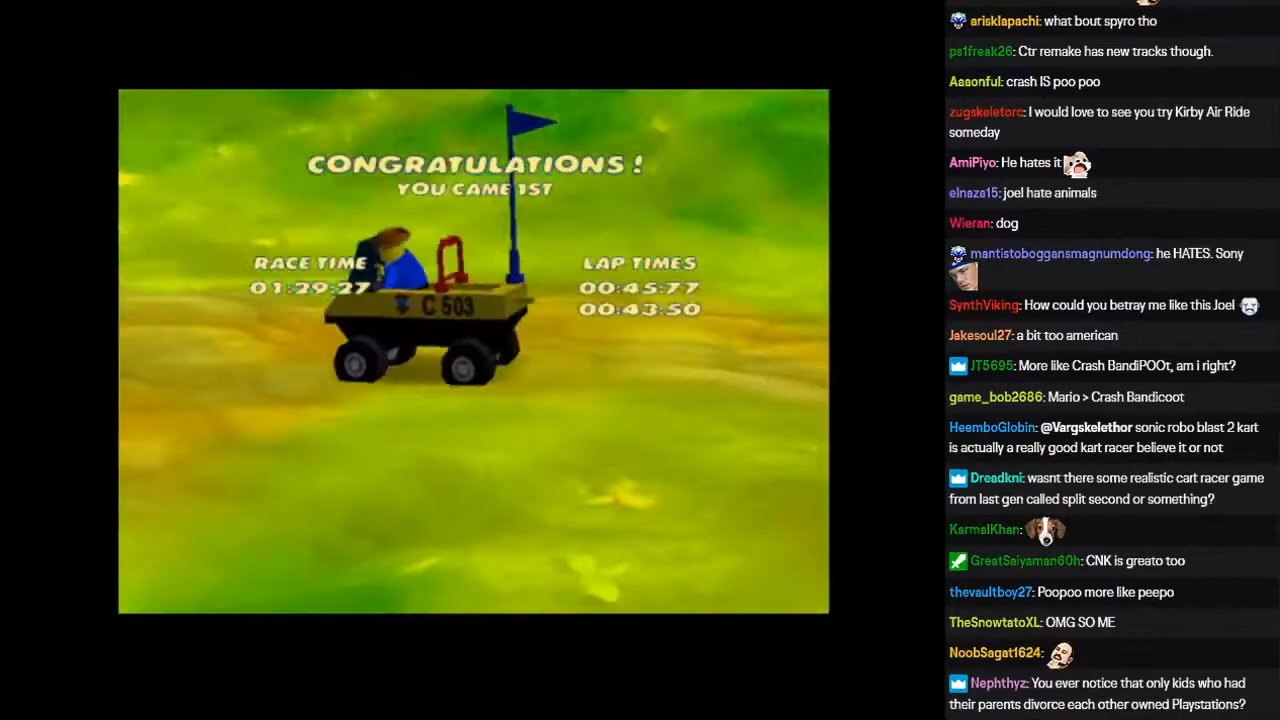 CONGRATULATIONS !
YOU CAME 1ST
RACE TIME
01:29:27
LAP TIMES
00:45:77
00:43:50
C 503
arisklapachi: what bout spyro tho
ps1freak26: Ctr remake has new tracks though.
Aaaonful: crash IS poo poo
zugskeletorc: I would love to see you try Kirby Air Ride
someday
AmiPiyo: He hates it
elnaza15: joel hate animals
Wieran: dog
mantistoboggansmagnumdong: he HATES. Sony
SynthViking: How could you betray me like this Joel
Jakesoul27: a bit too american
JT5695: More like Crash BandiPOOt, am i right?
game_bob2686: Mario > Crash Bandicoot
HeemboGlobin: @Vargskelethor sonic robo blast 2 kart
is actually a really good kart racer believe it or not
Dreadkni: wasnt there some realistic cart racer game
from last gen called split second or something?
KarmalKhan:
GreatSaiyaman60h: CNK is greato too
thevaultboy27: Poopoo more like peepo
TheSnowtatoXL: OMG SO ME
NoobSagat1624:
Nephthyz: You ever notice that only kids who had
their parents divorce each other owned Playstations?